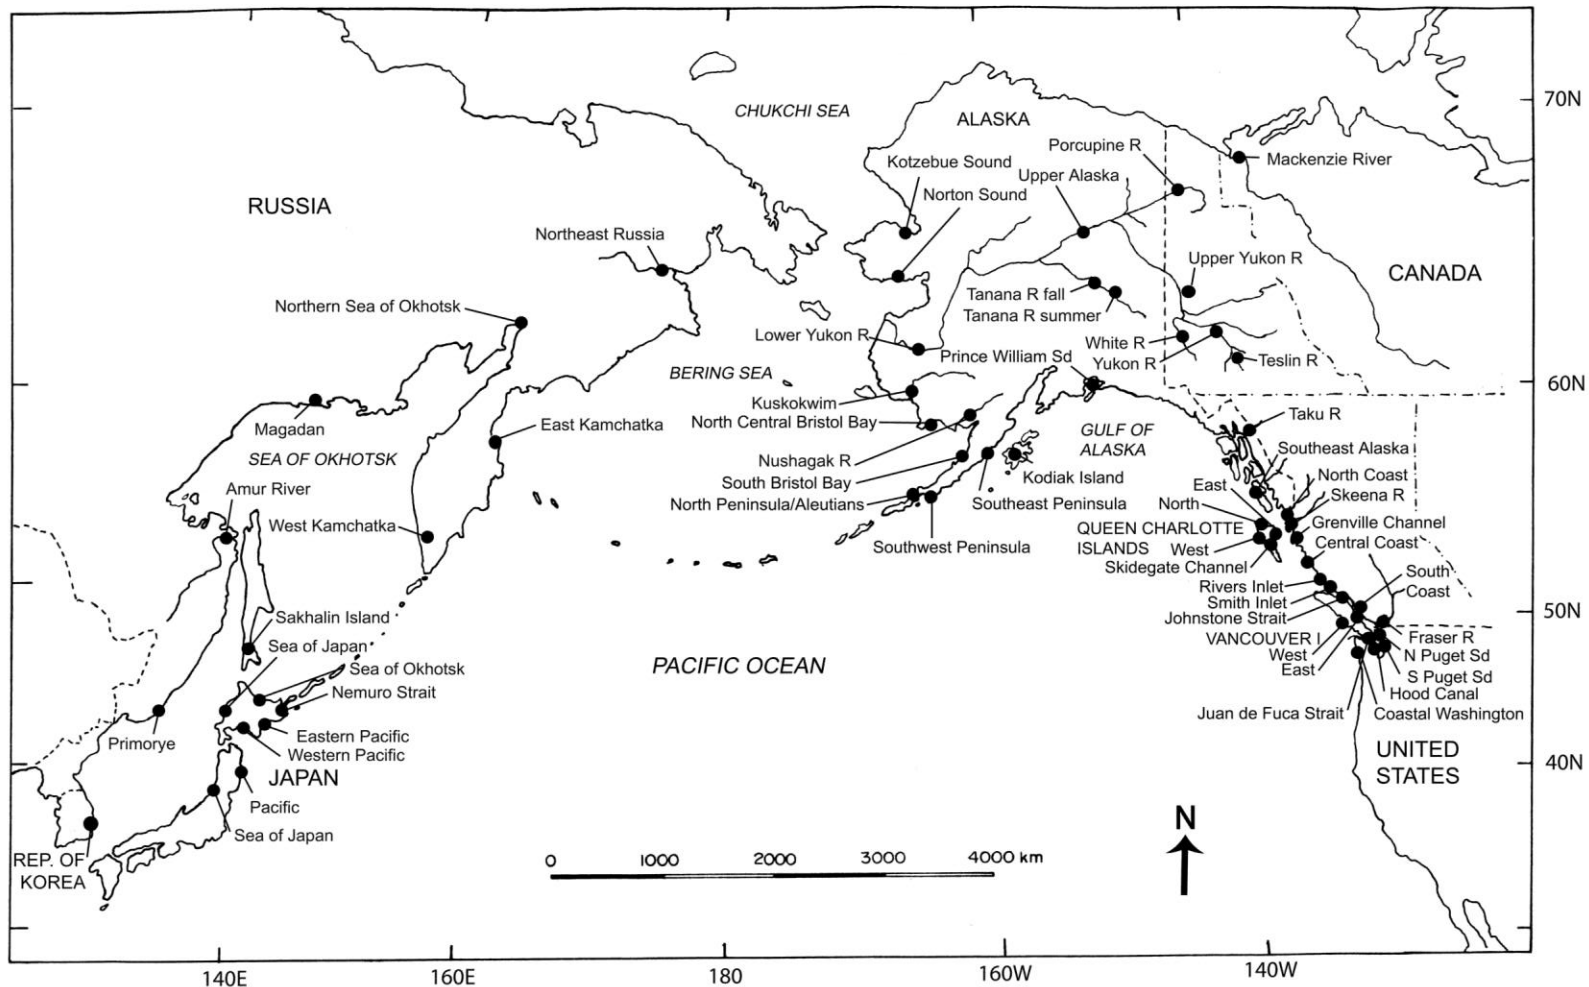 70N
CHUKCHI SEA
ALASKA
Porcupine R
Mackenzie River
Kotzebue Sound
Upper Alaska
Norton Sound
RUSSIA
Northeast Russia
Upper Yukon R
CANADA
Northern Sea of Okhotsk
Tanana R fall
Tanana R summer
Lower Yukon R
White R
Prince William Sd
Yukon R
Teslin R
BERING SEA
60N
Kuskokwim
Taku R
North Central Bristol Bay
East Kamchatka
Magadan
GULF OF
ALASKA
Southeast Alaska
SEA OF OKHOTSK
Nushagak R
Kodiak Island
North Coast
South Bristol Bay
East
Skeena R
Amur River
North Peninsula/Aleutians
Southeast Peninsula
North
Grenville Channel
West Kamchatka
QUEEN CHARLOTTE
ISLANDS
Central Coast
Southwest Peninsula
West
Skidegate Channel
South
Coast
Rivers Inlet
Smith Inlet
50N
Sakhalin Island
Johnstone Strait
Sea of Japan
VANCOUVER I
Fraser R
West
N Puget Sd
Sea of Okhotsk
PACIFIC OCEAN
East
S Puget Sd
Nemuro Strait
Hood Canal
Juan de Fuca Strait
Coastal Washington
Primorye
Eastern Pacific
Western Pacific
UNITED
STATES
40N
JAPAN
Pacific
Sea of Japan
N
REP. OF
KOREA
0 1000 2000 3000 4000 km
140E 160E 180 160W 140W